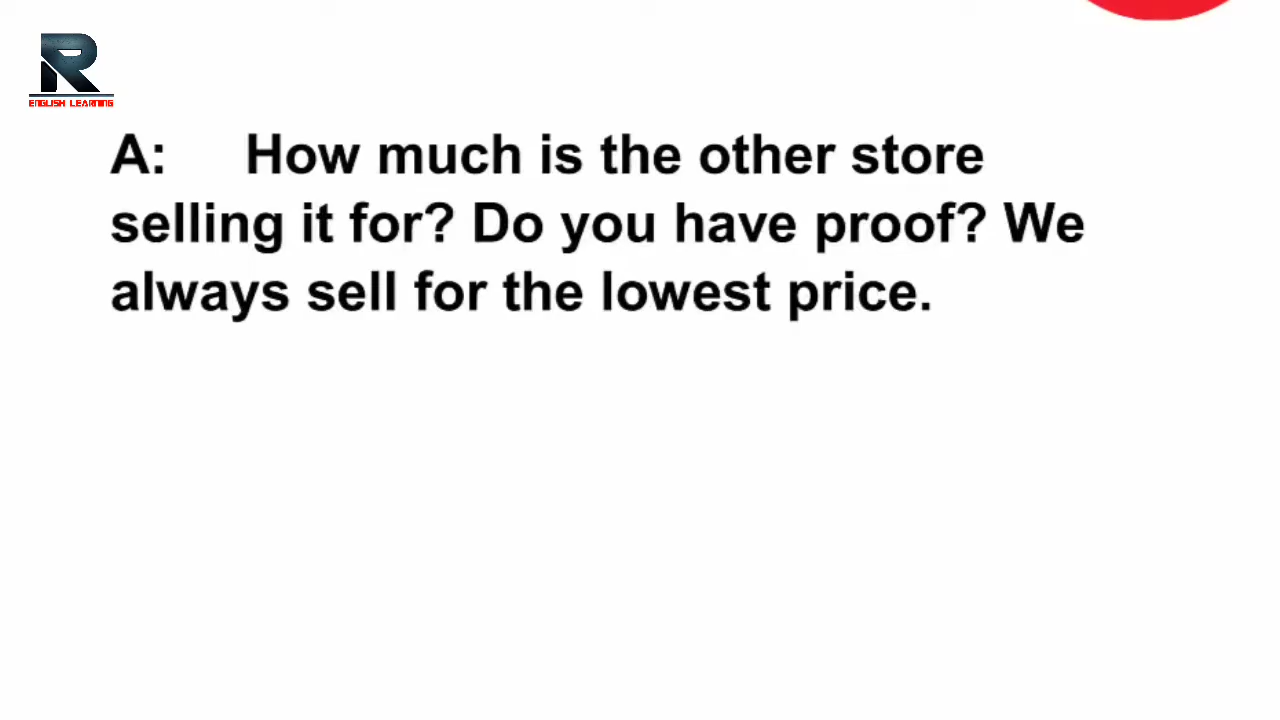 R
ENGLISH LEARNING
A: How much is the other store
selling it for? Do you have proof? We
always sell for the lowest price.